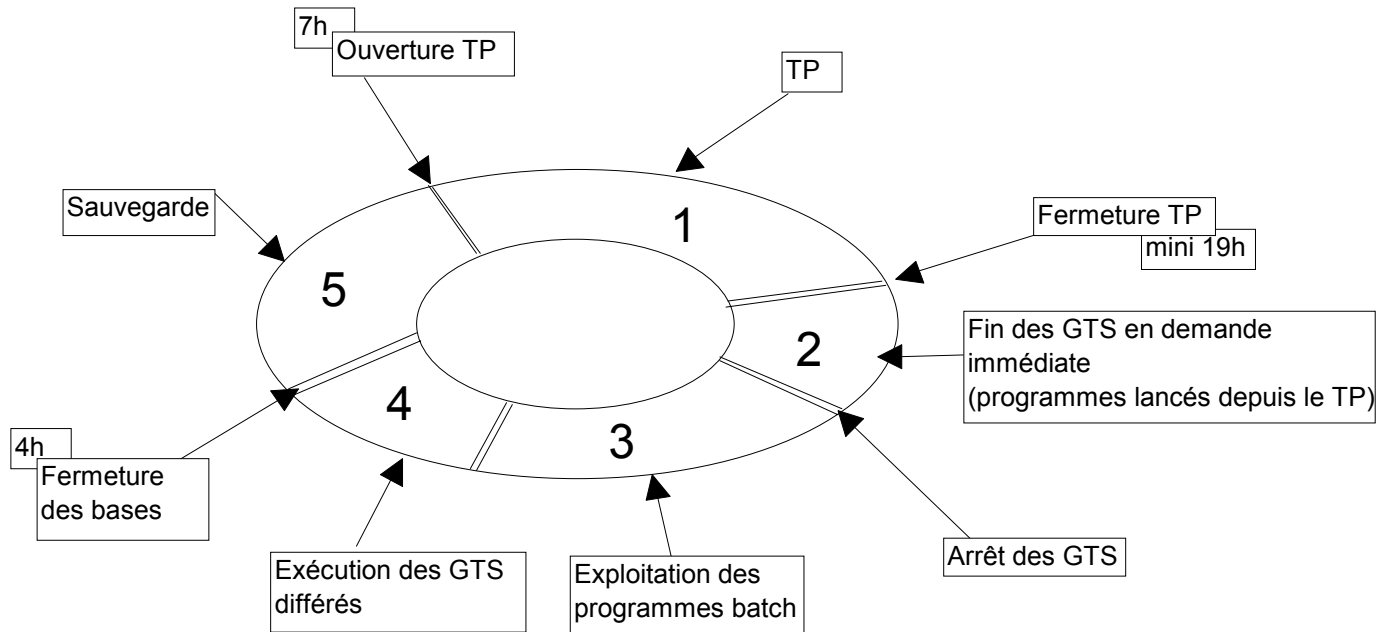 7h
Ouverture TP
TP
Sauvegarde
Fermeture TP
mini 19h
1
5
2
Fin des GTS en demande
immédiate
(programmes lancés depuis le TP)
4
3
4h
Fermeture
des bases
Arrêt des GTS
Exécution des GTS
différés
Exploitation des
programmes batch